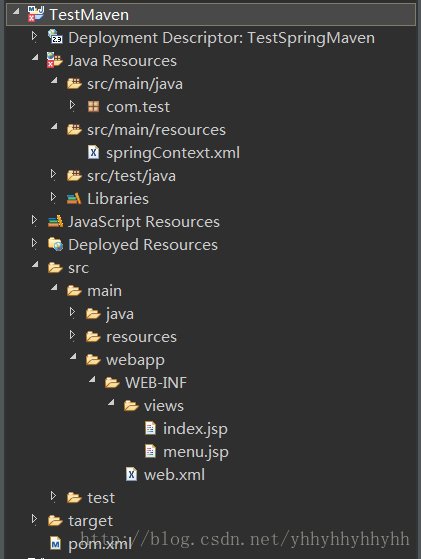 TestMaven
Deployment Descriptor: TestSpringMaven
Java Resources
src/main/java
com.test
src/main/resources
springContext.xml
src/test/java
Libraries
JavaScript Resources
Deployed Resources
src
main
java
resources
webapp
WEB-INF
views
index.jsp
menu.jsp
web.xml
test
target
pom.xml
http://blog.csdn.net/yhhyhhyhhyhh